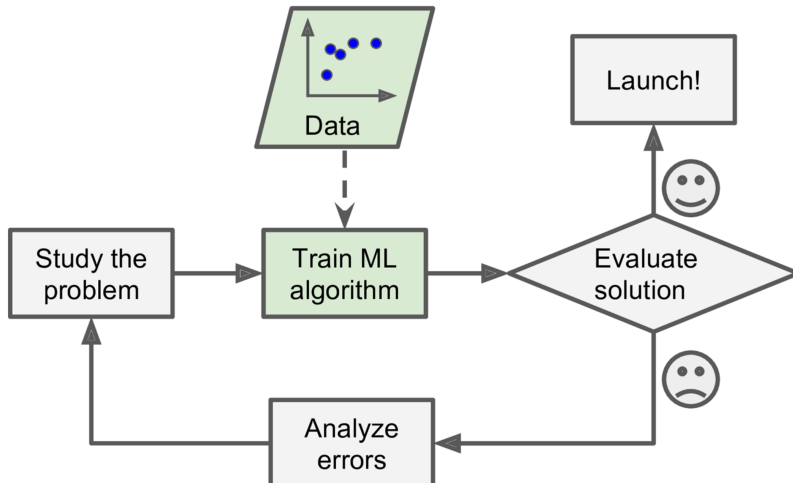 Data
Launch!
Study the
problem
Train ML
algorithm
Evaluate
solution
Analyze
errors